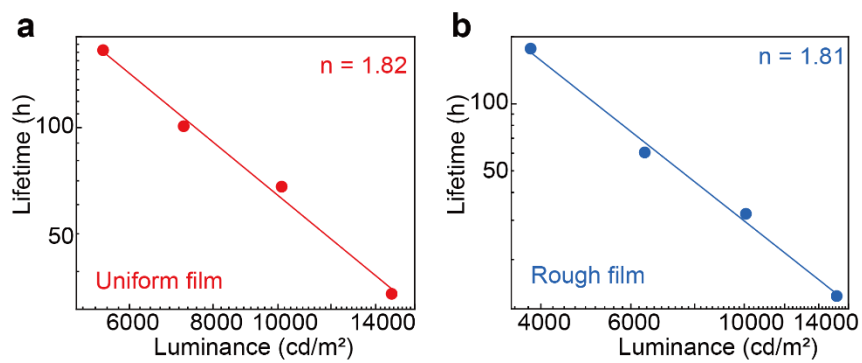 a
n = 1.82
Lifetime (h)
100
50
Uniform film
6000 8000 10000 14000
Luminance (cd/m²)
b
n = 1.81
Lifetime (h)
100
50
Rough film
4000 6000 10000 14000
Luminance (cd/m²)